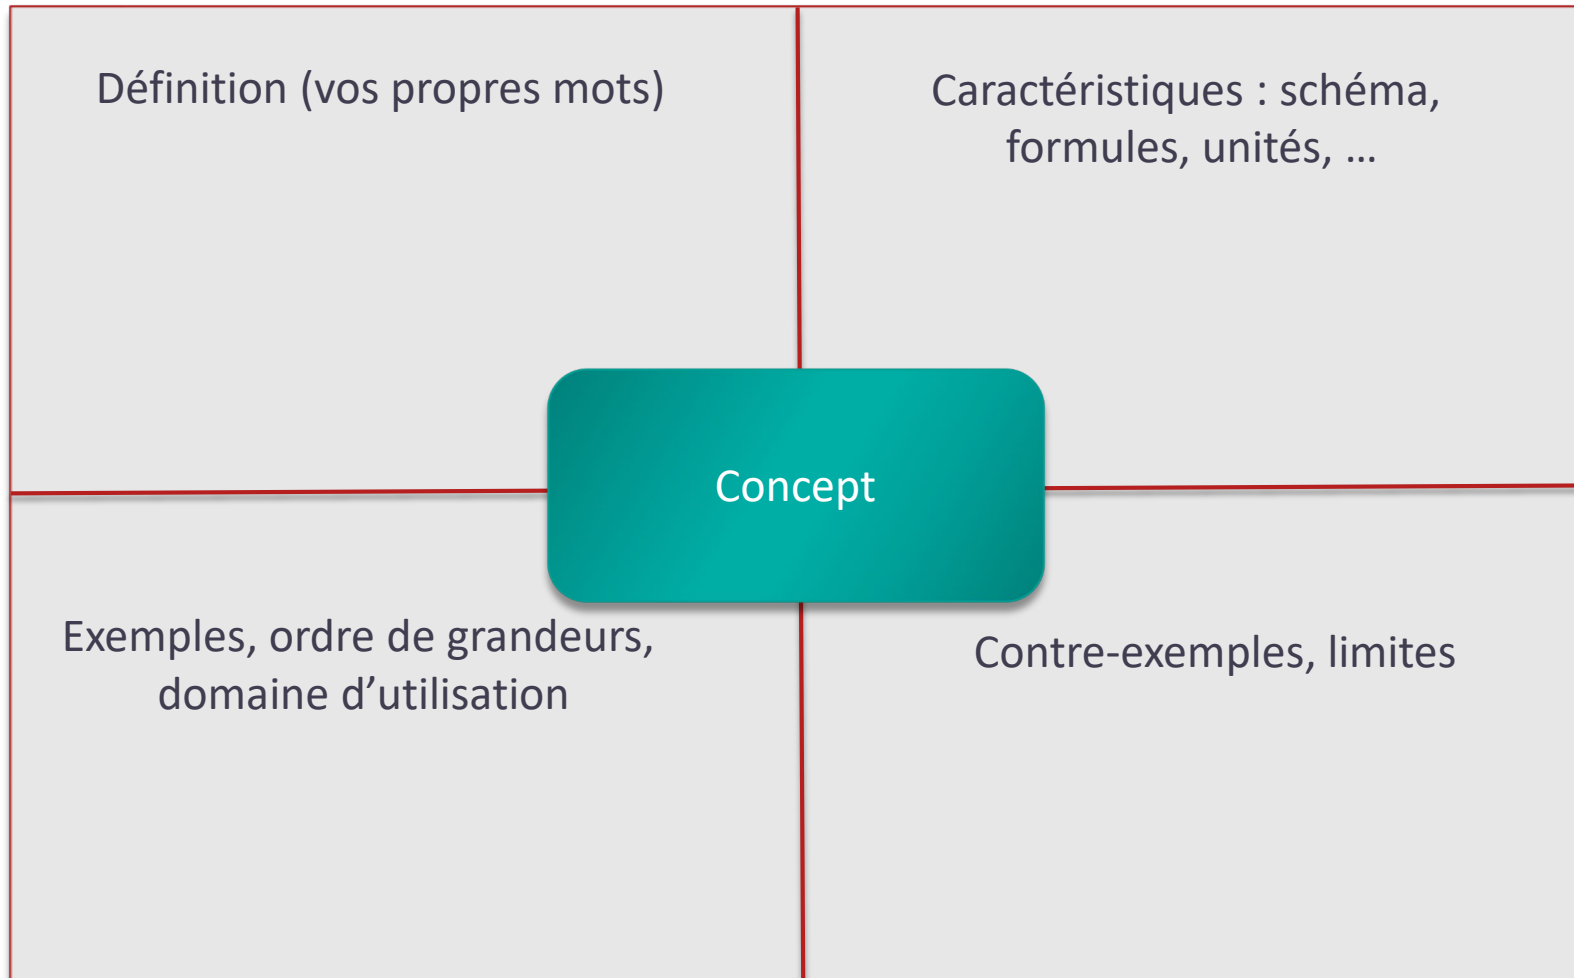 Définition (vos propres mots)
Caractéristiques : schéma,
formules, unités, ...
Concept
Exemples, ordre de grandeurs,
domaine d’utilisation
Contre-exemples, limites